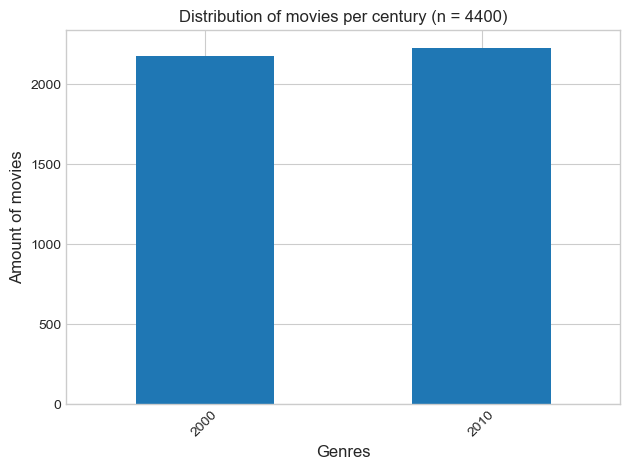 Distribution of movies per century (n = 4400)
Amount of movies
2000
1500
1000
500
0
2000
2010
Genres